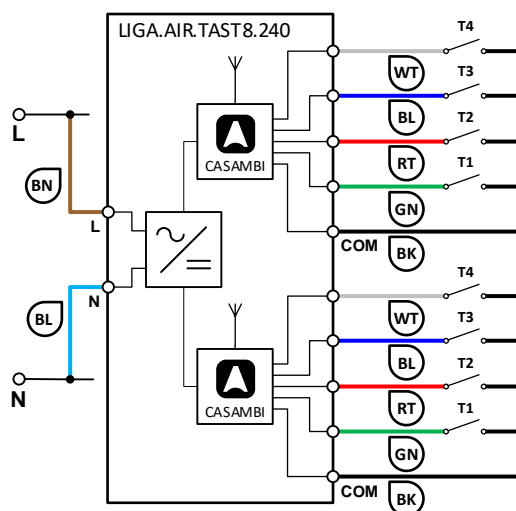 LIGA.AIR.TAST8.240
T4
WT
T3
BL
L
T2
CASAMBI
RT
T1
BN
GN
L
COM
BK
T4
N
WT
BL
T3
BL
T2
N
CASAMBI
RT
T1
GN
COM
BK